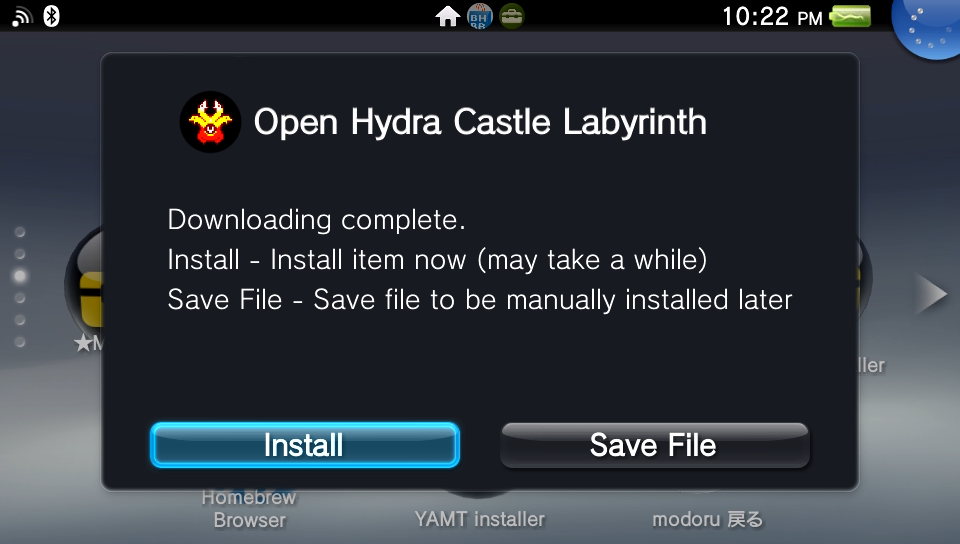 10:22 PM
BH
BB
Open Hydra Castle Labyrinth
Downloading complete.
Install - Install item now (may take a while)
Save File - Save file to be manually installed later
★M
ller
Install
Save File
Homebrew
Browser
YAMT installer
modoru 戻る